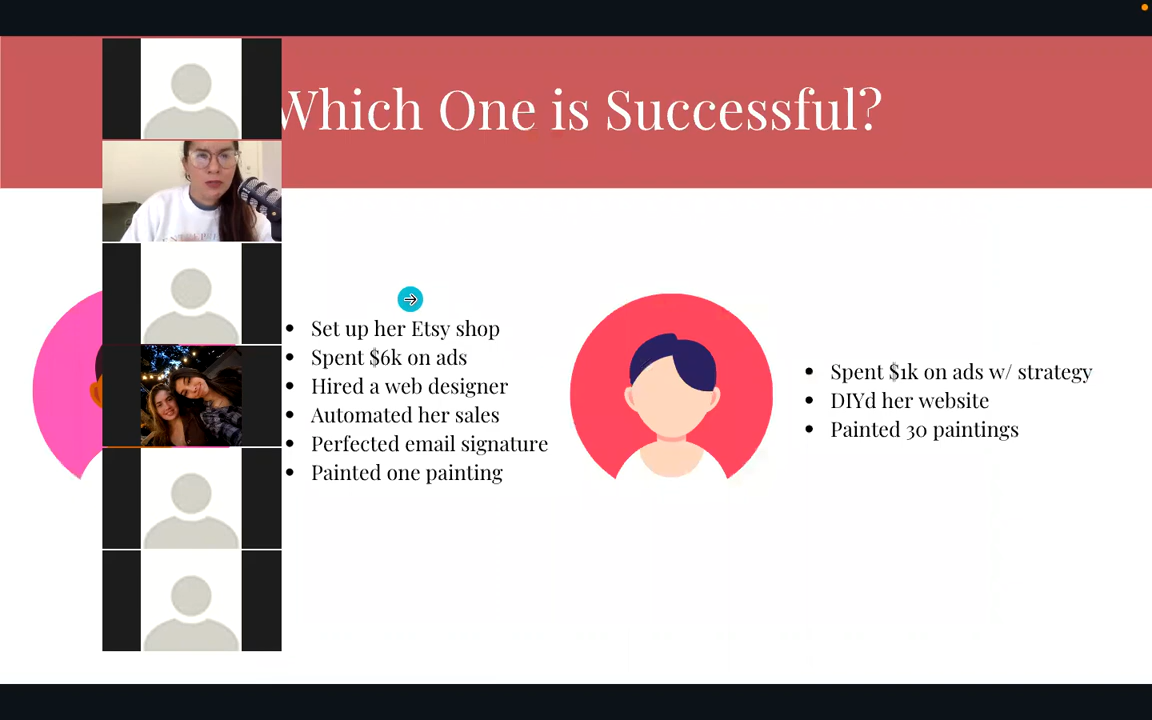 Which One is Successful?
Set up her Etsy shop
Spent $6k on ads
Hired a web designer
Automated her sales
Perfected email signature
Painted one painting
Spent $1k on ads w/ strategy
DIYd her website
Painted 30 paintings